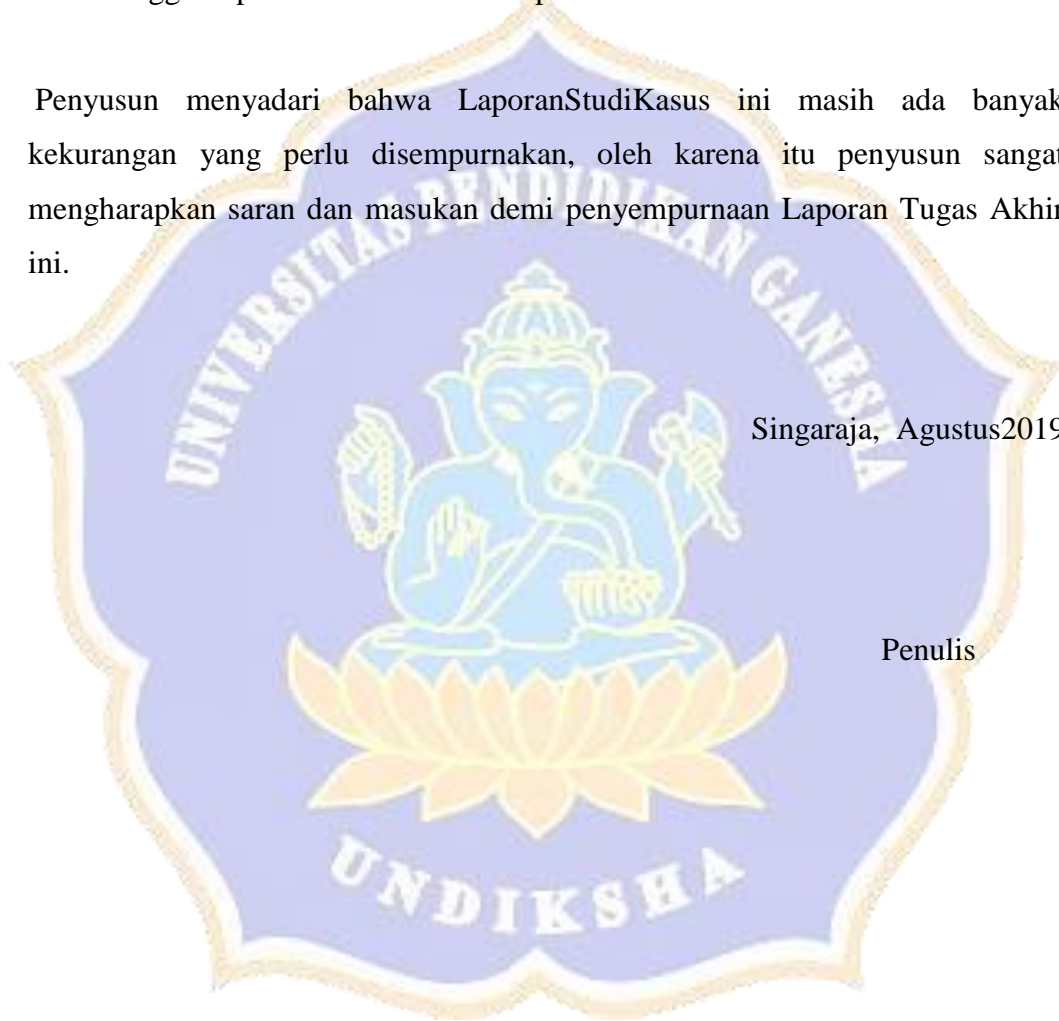 Penyusun menyadari bahwa LaporanStudiKasus ini masih ada banyak
kekurangan yang perlu disempurnakan, oleh karena itu penyusun sangat
mengharapkan saran dan masukan demi penyempurnaan Laporan Tugas Akhir
ini.
UNIVERSITAS PENDIDIKAN GANESHA
Singaraja, Agustus2019
Penulis
UNDIKSHA